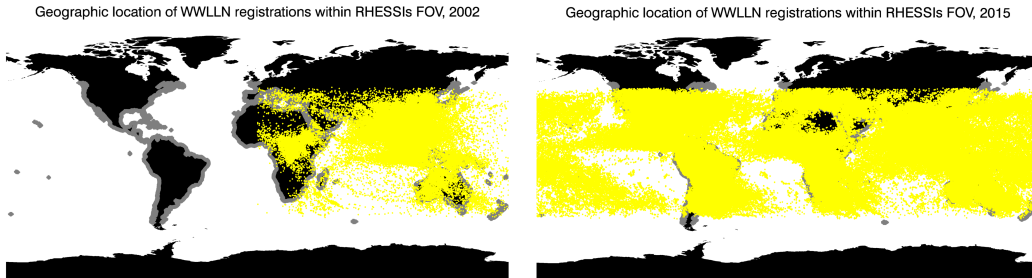 Geographic location of WWLLN registrations within RHESSIs FOV, 2002
Geographic location of WWLLN registrations within RHESSIs FOV, 2015